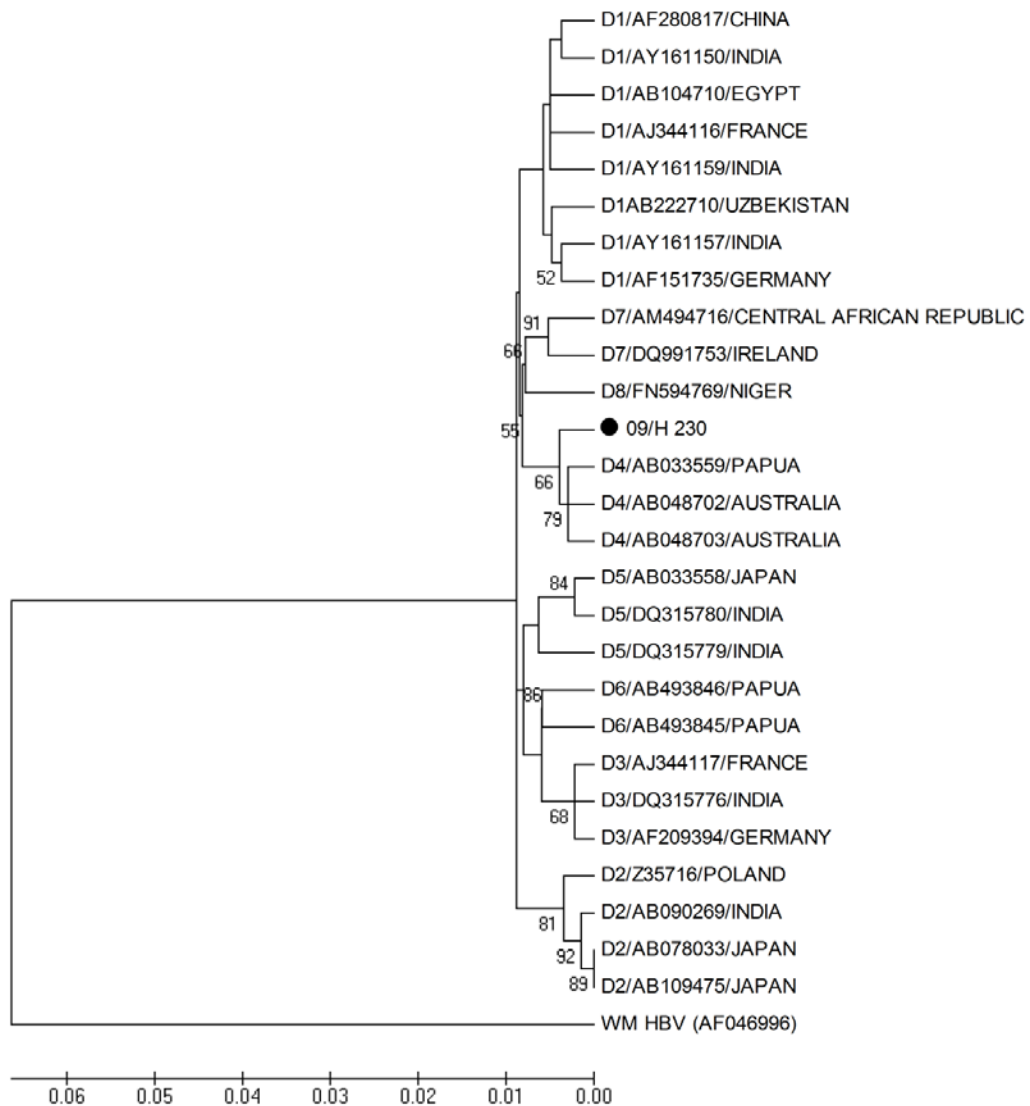 D1/AF280817/CHINA
D1/AY161150/INDIA
D1/AB104710/EGYPT
D1/AJ344116/FRANCE
D1/AY161159/INDIA
D1AB222710/UZBEKISTAN
D1/AY161157/INDIA
52
D1/AF151735/GERMANY
91
D7/AM494716/CENTRAL AFRICAN REPUBLIC
66
D7/DQ991753/IRELAND
D8/FN594769/NIGER
55
09/H 230
D4/AB033559/PAPUA
66
D4/AB048702/AUSTRALIA
79
D4/AB048703/AUSTRALIA
84
D5/AB033558/JAPAN
D5/DQ315780/INDIA
D5/DQ315779/INDIA
86
D6/AB493846/PAPUA
D6/AB493845/PAPUA
D3/AJ344117/FRANCE
D3/DQ315776/INDIA
68
D3/AF209394/GERMANY
D2/Z35716/POLAND
81
D2/AB090269/INDIA
92
D2/AB078033/JAPAN
89
D2/AB109475/JAPAN
WM HBV (AF046996)
0.06 0.05 0.04 0.03 0.02 0.01 0.00